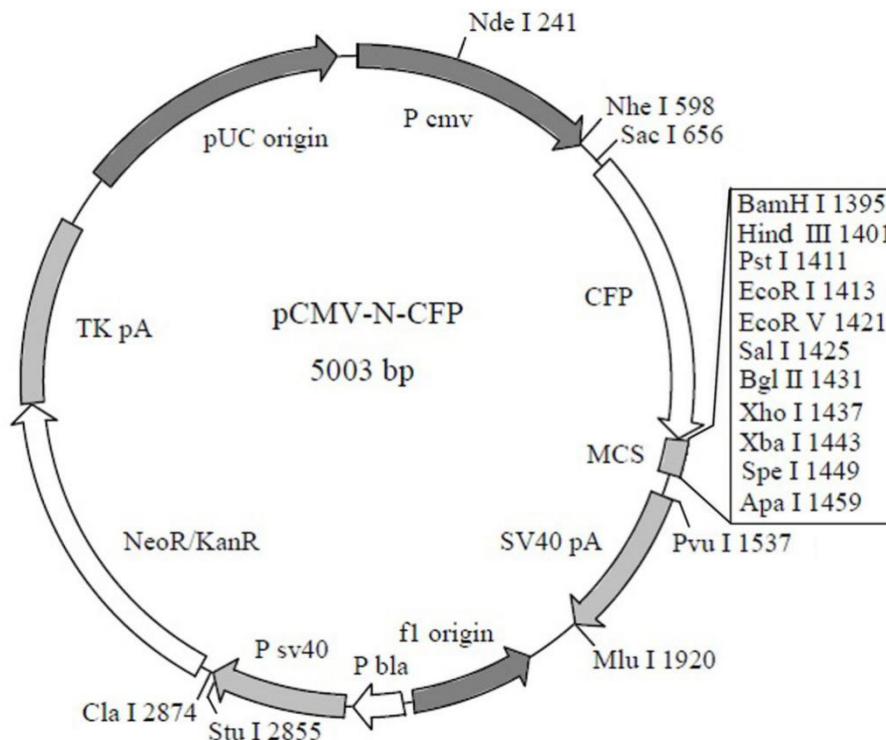 Nde I 241
P cmv
Nhe I 598
Sac I 656
pUC origin
BamH I 1395
Hind III 1401
Pst I 1411
EcoR I 1413
EcoR V 1421
Sal I 1425
Bgl II 1431
Xho I 1437
Xba I 1443
Spe I 1449
Apa I 1459
CFP
TK pA
pCMV-N-CFP
5003 bp
MCS
NeoR/KanR
SV40 pA
Pvu I 1537
f1 origin
P sv40
P bla
Mlu I 1920
Cla I 2874
Stu I 2855